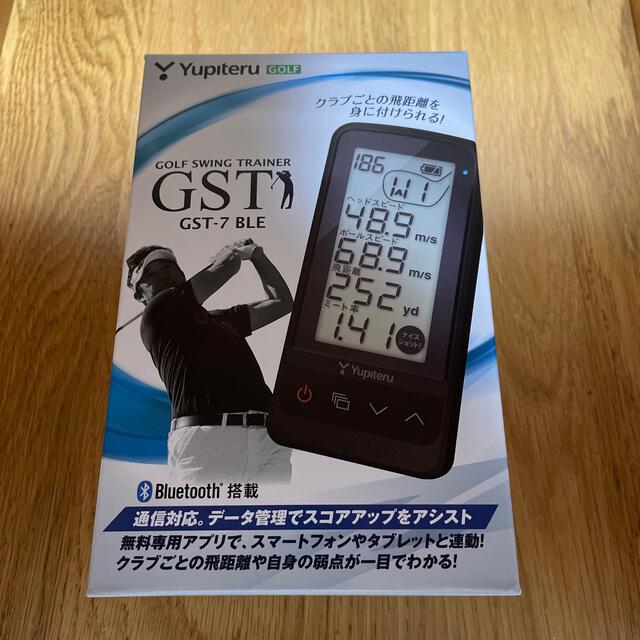 Yupiteru GOLF
クラブごとの飛距離を
身に付けられる!
GOLF SWING TRAINER
GST
GST-7 BLE
186
W1
ヘッドスピード
48.9 m/s
ボールスピード
68.9 m/s
飛距離
252 yd
ミート率
1.41
ナイス
ショット!
Yupiteru
Bluetooth® 搭載
通信対応。データ管理でスコアアップをアシスト
無料専用アプリで、スマートフォンやタブレットと連動!
クラブごとの飛距離や自身の弱点が一目でわかる!